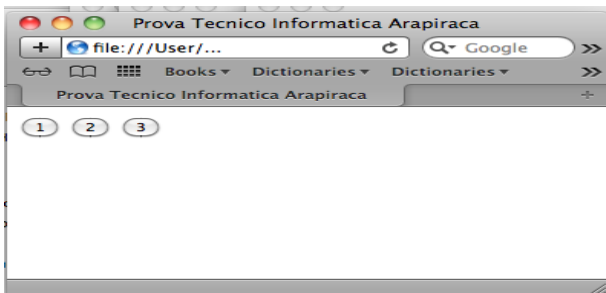 Prova Tecnico Informatica Arapiraca
+ file:///User/... Google »
Books Dictionaries Dictionaries »
Prova Tecnico Informatica Arapiraca +
1 2 3